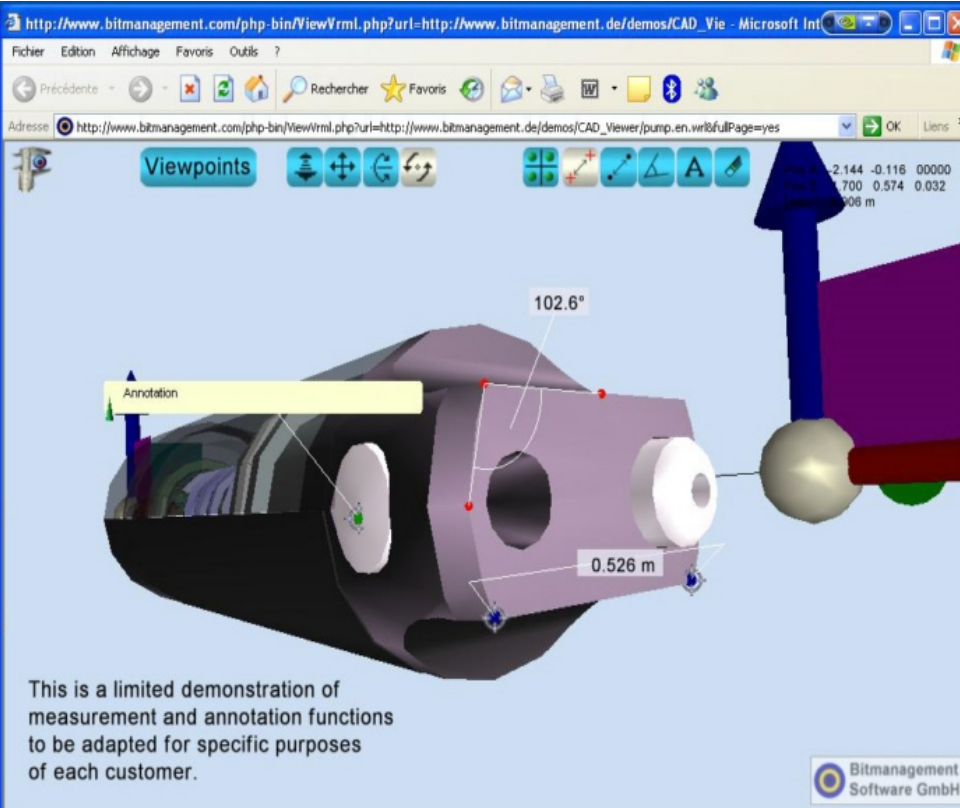 http://www.bitmanagement.com/php-bin/ViewVrml.php?url=http://www.bitmanagement.de/demos/CAD_Vie - Microsoft Int
Fichier Edition Affichage Favoris Outils ?
Précédente Rechercher Favoris
Adresse http://www.bitmanagement.com/php-bin/ViewVrml.php?url=http://www.bitmanagement.de/demos/CAD_Viewer/pump.en.wrl&fullPage=yes OK Liens
Viewpoints A
-2.144 -0.116 00000
.700 0.574 0.032
m
102.6°
Annotation
0.526 m
This is a limited demonstration of
measurement and annotation functions
to be adapted for specific purposes
of each customer.
Bitmanagement
Software GmbH